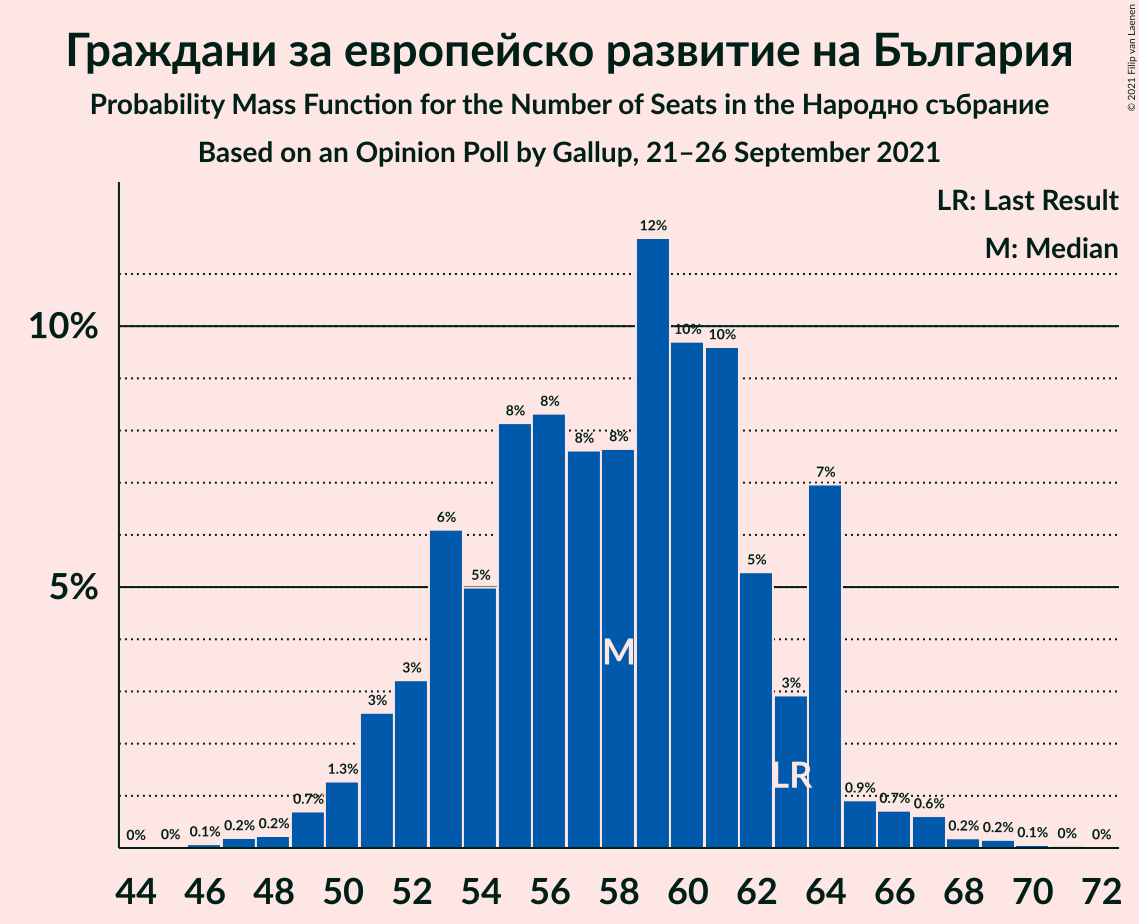 © 2021 Filip van Laenen
Граждани за европейско развитие на България
Probability Mass Function for the Number of Seats in the Народно събрание
Based on an Opinion Poll by Gallup, 21–26 September 2021
LR: Last Result
M: Median
10%
5%
0% 0% 0.1% 0.2% 0.2% 0.7% 1.3% 3% 3% 6% 5% 8% 8% 8% 8% 12% 10% 10% 5% 3% 7% 0.9% 0.7% 0.6% 0.2% 0.2% 0.1% 0% 0%
M
LR
44 46 48 50 52 54 56 58 60 62 64 66 68 70 72